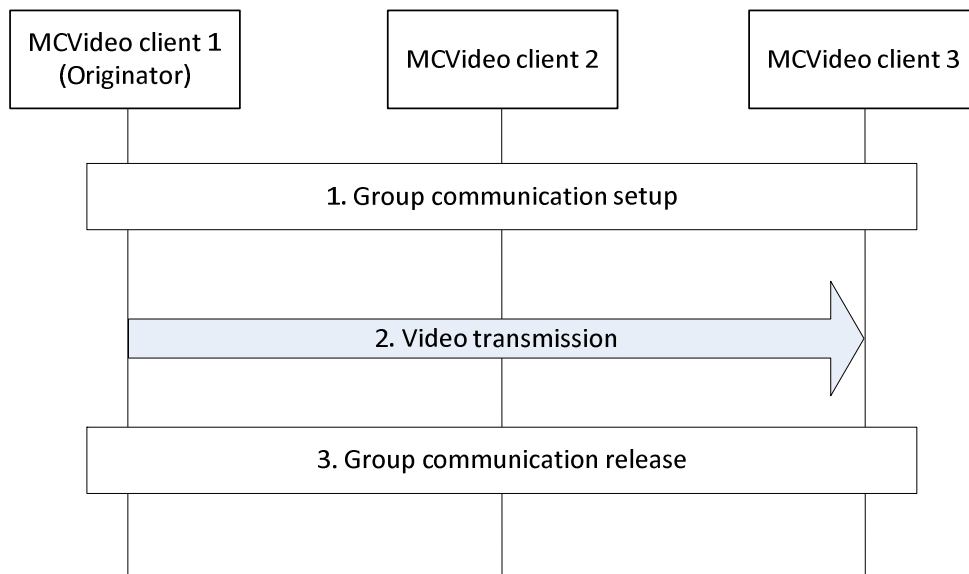 MCVideo client 1
(Originator)
MCVideo client 2
MCVideo client 3
1. Group communication setup
2. Video transmission
3. Group communication release